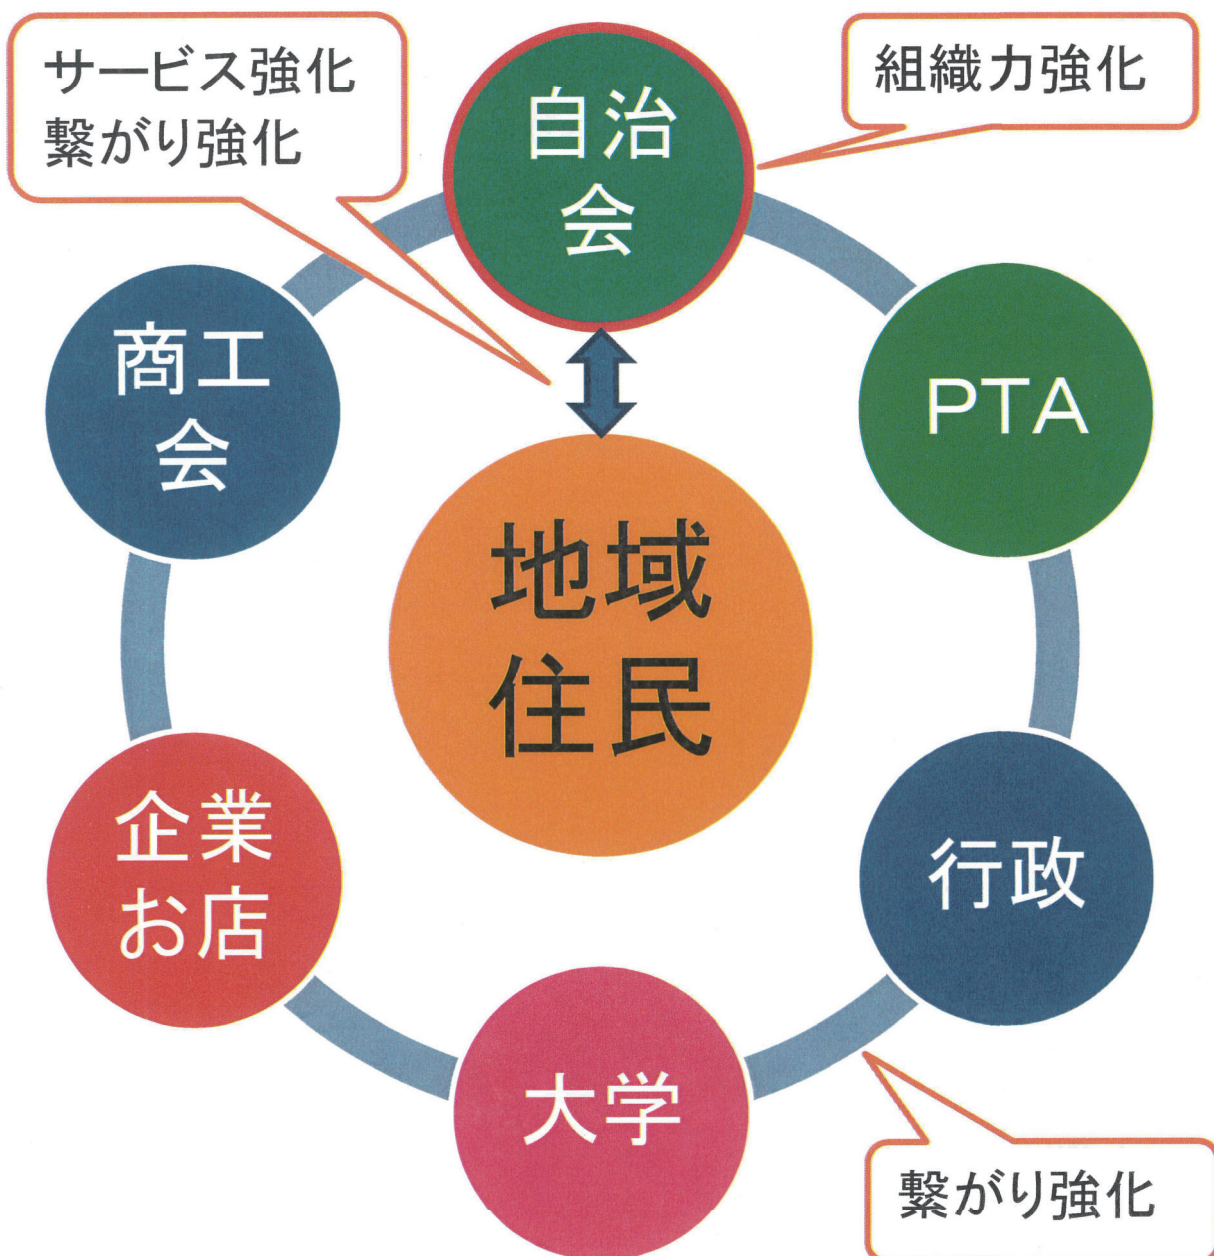 サービス強化
繋がり強化
自治
会
組織力強化
商工
会
PTA
地域
住民
企業
お店
行政
大学
繋がり強化